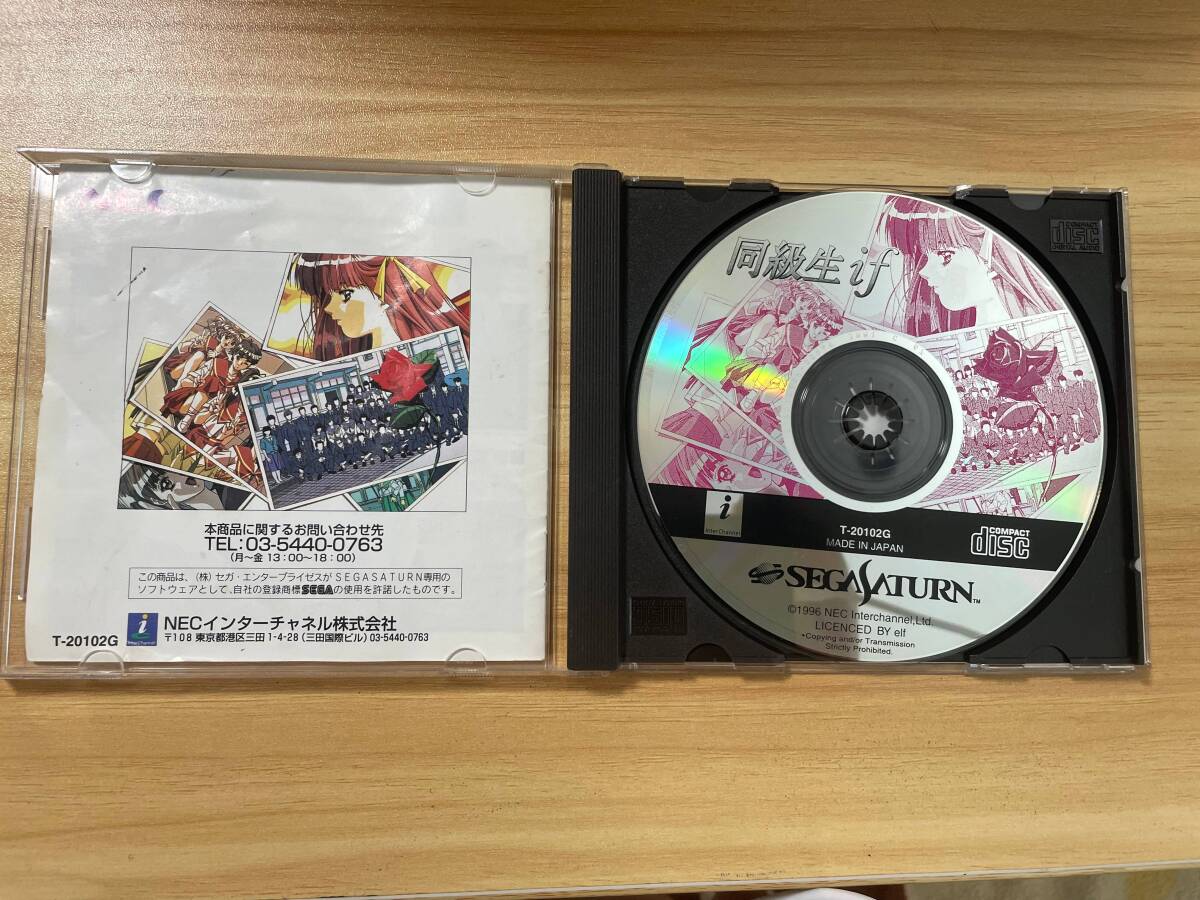 本商品に関するお問い合わせ先
TEL:03-5440-0763
(月〜金 13:00〜18:00)
この商品は、(株)セガ・エンタープライゼスがSEGASATURN専用の
ソフトウェアとして、自社の登録商標SEGAの使用を許諾したものです。
i
InterChannel
NECインターチャネル株式会社
〒108 東京都港区三田1-4-28(三田国際ビル)03-5440-0763
T-20102G
同級生if
i
InterChannel
T-20102G
MADE IN JAPAN
COMPACT
disc
SEGASATURN™
©1996 NEC Interchannel,Ltd.
LICENCED BY elf
•Copying and/or Transmission
Strictly Prohibited.